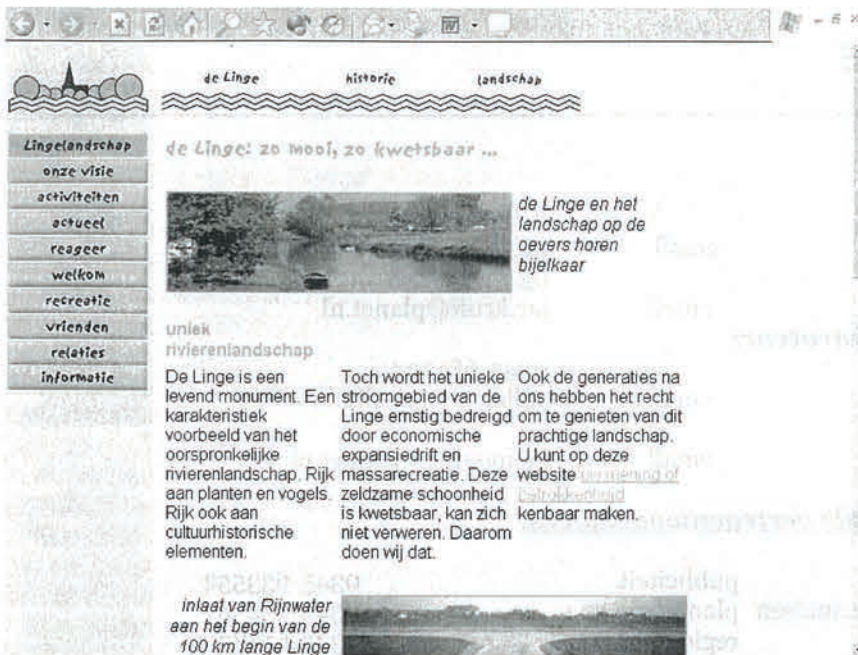 de Linge historie landschap
Lingelandschap
onze visie
activiteiten
actueel
reageer
welkom
recreatie
vrienden
relaties
informatie
de Linge: zo mooi, zo kwetsbaar ...
de Linge en het
landschap op de
oevers horen
bijelkaar
uniek
rivierenlandschap
De Linge is een
levend monument. Een
karakteristiek
voorbeeld van het
oorspronkelijke
rivierenlandschap. Rijk
aan planten en vogels.
Rijk ook aan
cultuurhistorische
elementen.
Toch wordt het unieke
stroomgebied van de
Linge ernstig bedreigd
door economische
expansiedrift en
massarecreatie. Deze
zeldzame schoonheid
is kwetsbaar, kan zich
niet verweren. Daarom
doen wij dat.
Ook de generaties na
ons hebben het recht
om te genieten van dit
prachtige landschap.
U kunt op deze
website uw mening of
betrokkenheid
kenbaar maken.
inlaat van Rijnwater
aan het begin van de
100 km lange Linge